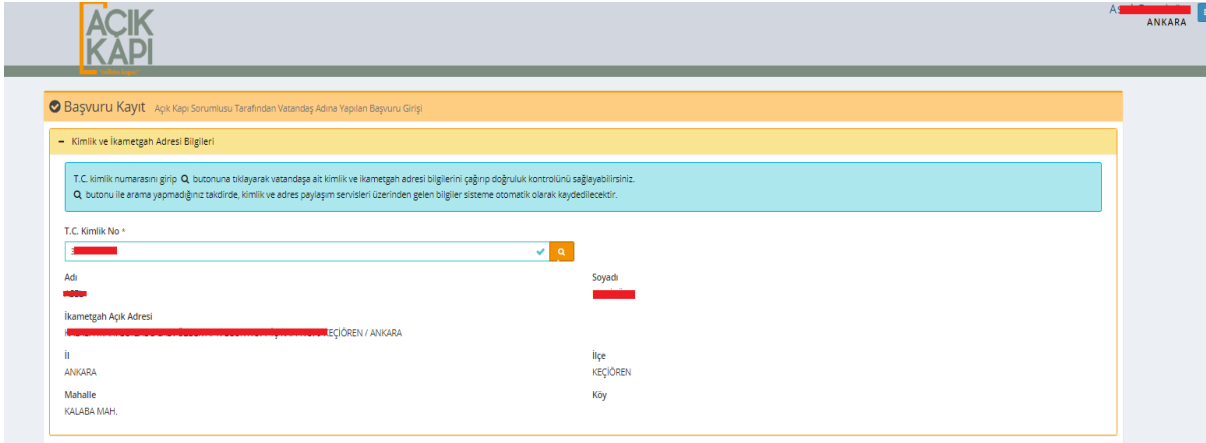 AÇIK
KAPI
ANKARA
Başvuru Kayıt Açık Kapı Sorumlusu Tarafından Vatandaş Adına Yapılan Başvuru Girişi
− Kimlik ve İkametgah Adresi Bilgileri
T.C. kimlik numarasını girip butonuna tıklayarak vatandaşa ait kimlik ve ikametgah adresi bilgilerini çağırıp doğruluk kontrolünü sağlayabilirsiniz.
butonu ile arama yapmadığınız takdirde, kimlik ve adres paylaşım servisleri üzerinden gelen bilgiler sisteme otomatik olarak kaydedilecektir.
T.C. Kimlik No *
Adı Soyadı
İkametgah Açık Adresi
KEÇİÖREN / ANKARA
İl İlçe
ANKARA KEÇİÖREN
Mahalle Köy
KALABA MAH.